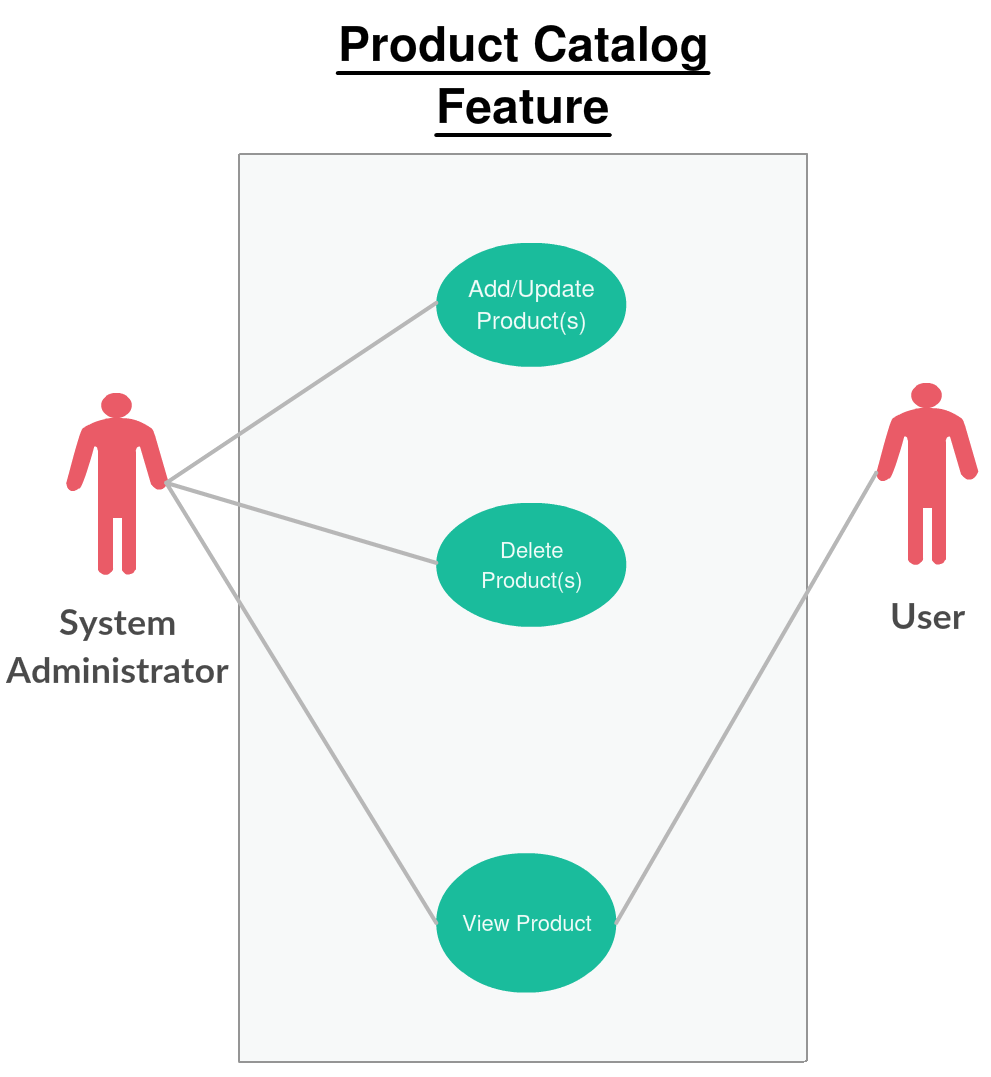 Product Catalog
Feature
Add/Update
Product(s)
System
Administrator
Delete
Product(s)
User
View Product